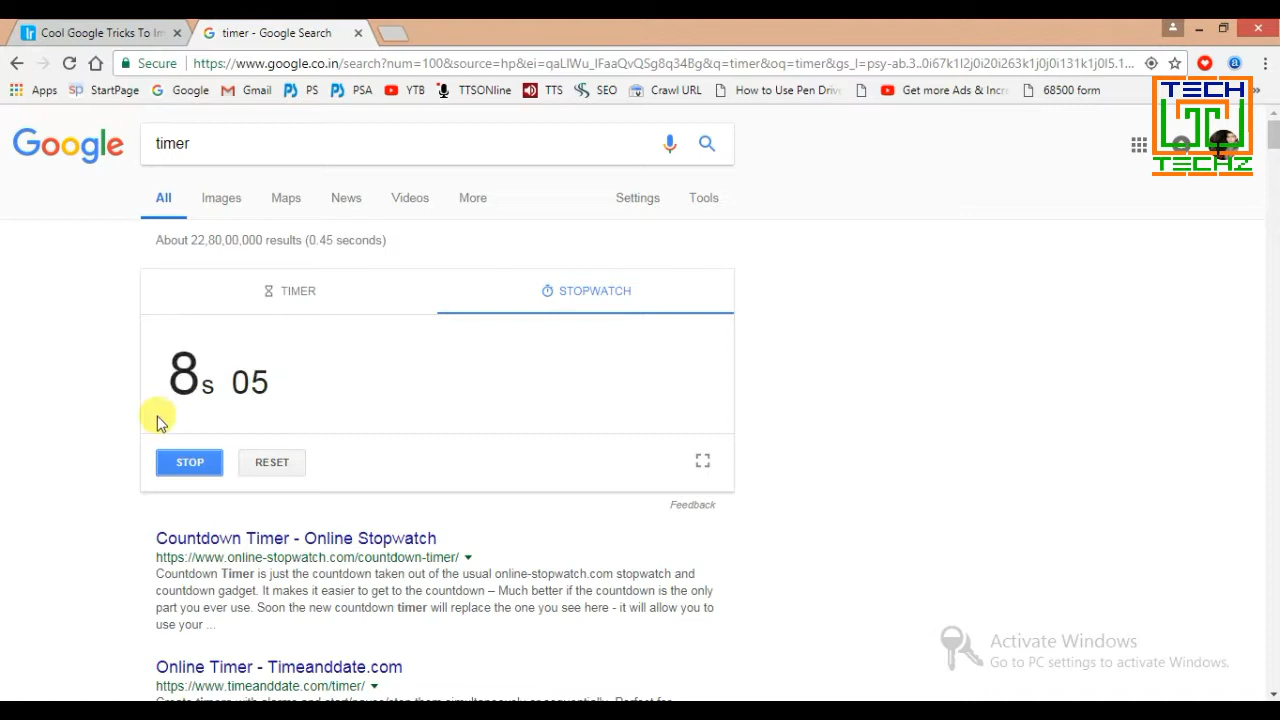 Cool Google Tricks To Im
timer - Google Search
Secure
https://www.google.co.in/search?num=100&source=hp&ei=qaLlWu_IFaaQvQSg8q34Bg&q=timer&oq=timer&gs_l=psy-ab.3..0i67k1l2j0i20i263k1j0j0i131k1j0l5.1...
Apps
StartPage
Google
Gmail
PS
PSA
YTB
TTSOnline
TTS
SEO
Crawl URL
How to Use Pen Driv
Get more Ads & Incre
68500 form
»
TECH
TECHZ
Google
timer
All
Images
Maps
News
Videos
More
Settings
Tools
About 22,80,00,000 results (0.45 seconds)
TIMER
STOPWATCH
8s 05
STOP
RESET
Feedback
Countdown Timer - Online Stopwatch
https://www.online-stopwatch.com/countdown-timer/
Countdown Timer is just the countdown taken out of the usual online-stopwatch.com stopwatch and
countdown gadget. It makes it easier to get to the countdown – Much better if the countdown is the only
part you ever use. Soon the new countdown timer will replace the one you see here - it will allow you to
use your ...
Activate Windows
Go to PC settings to activate Windows.
Online Timer - Timeanddate.com
https://www.timeanddate.com/timer/